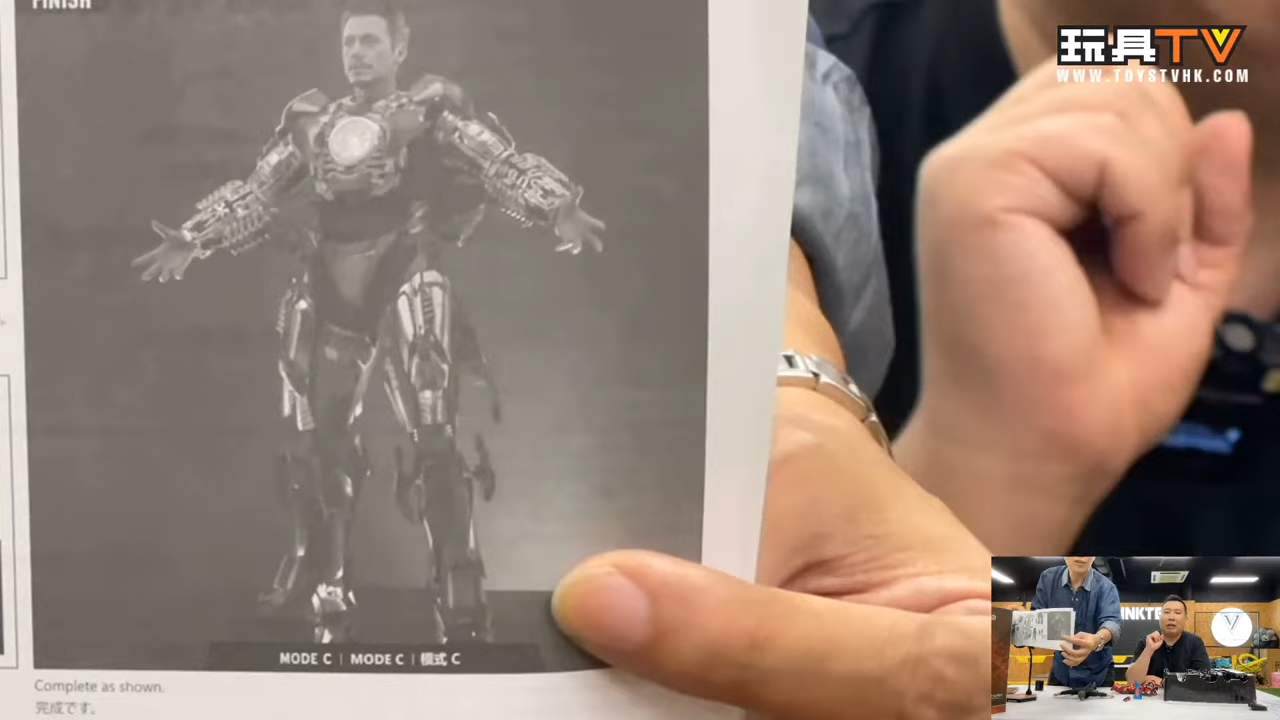 FINISH
玩具TV
WWW.TOYSTVHK.COM
MODE C | MODE C | 模式 C
Complete as shown.
完成です。